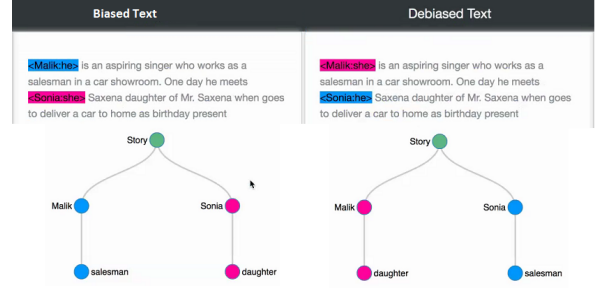 Biased Text
Debiased Text
<Malik:he> is an aspiring singer who works as a
salesman in a car showroom. One day he meets
<Sonia:she> Saxena daughter of Mr. Saxena when goes
to deliver a car to home as birthday present
<Malik:she> is an aspiring singer who works as a
salesman in a car showroom. One day he meets
<Sonia:he> Saxena daughter of Mr. Saxena when goes
to deliver a car to home as birthday present
Story
Malik
Sonia
salesman
daughter
Story
Malik
Sonia
daughter
salesman